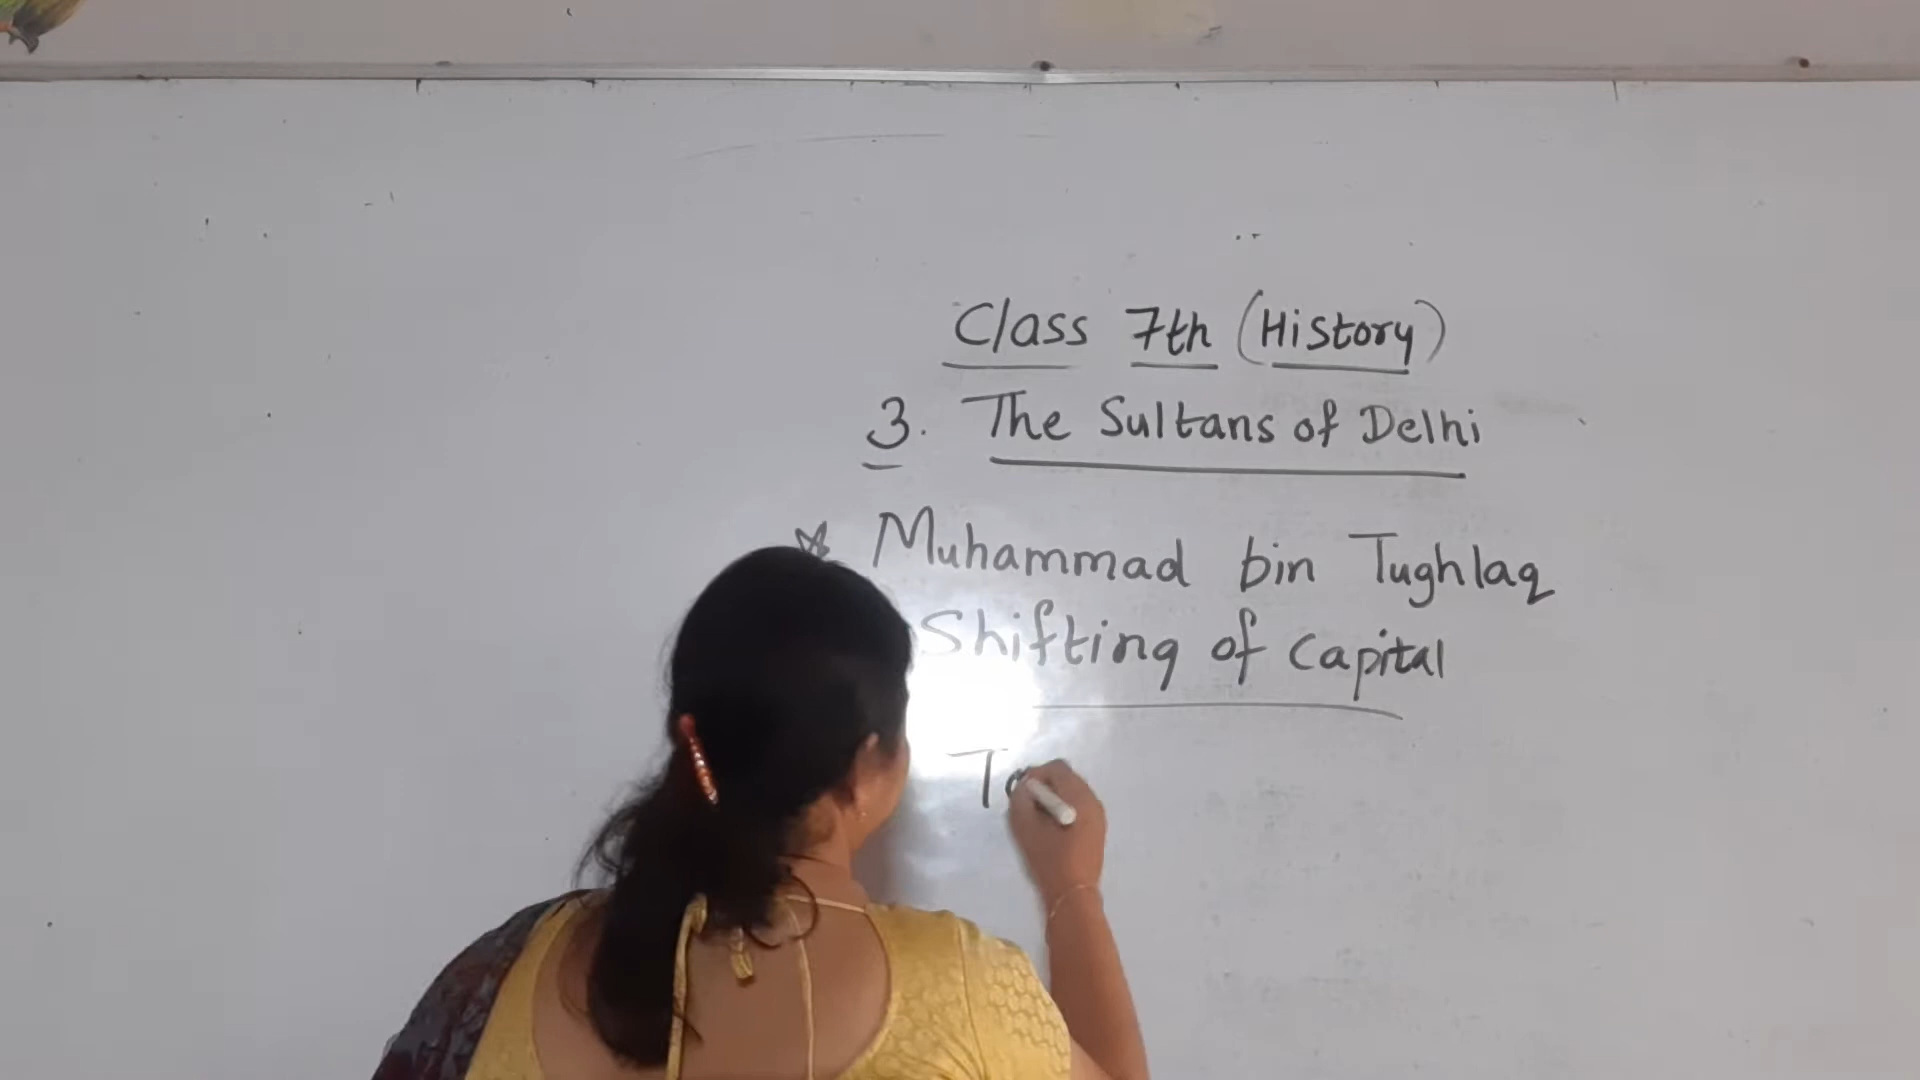 Class 7th (History)
3. The Sultans of Delhi
Muhammad bin Tughlaq
Shifting of Capital